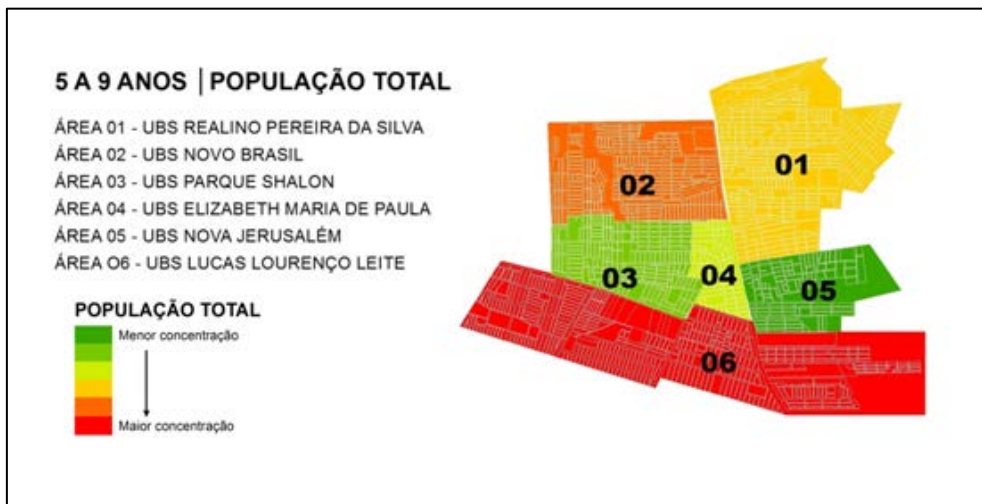 5 A 9 ANOS | POPULAÇÃO TOTAL
ÁREA 01 - UBS REALINO PEREIRA DA SILVA
ÁREA 02 - UBS NOVO BRASIL
ÁREA 03 - UBS PARQUE SHALON
ÁREA 04 - UBS ELIZABETH MARIA DE PAULA
ÁREA 05 - UBS NOVA JERUSALÉM
ÁREA O6 - UBS LUCAS LOURENÇO LEITE
POPULAÇÃO TOTAL
Menor concentração
Maior concentração
01
02
03
04
05
06